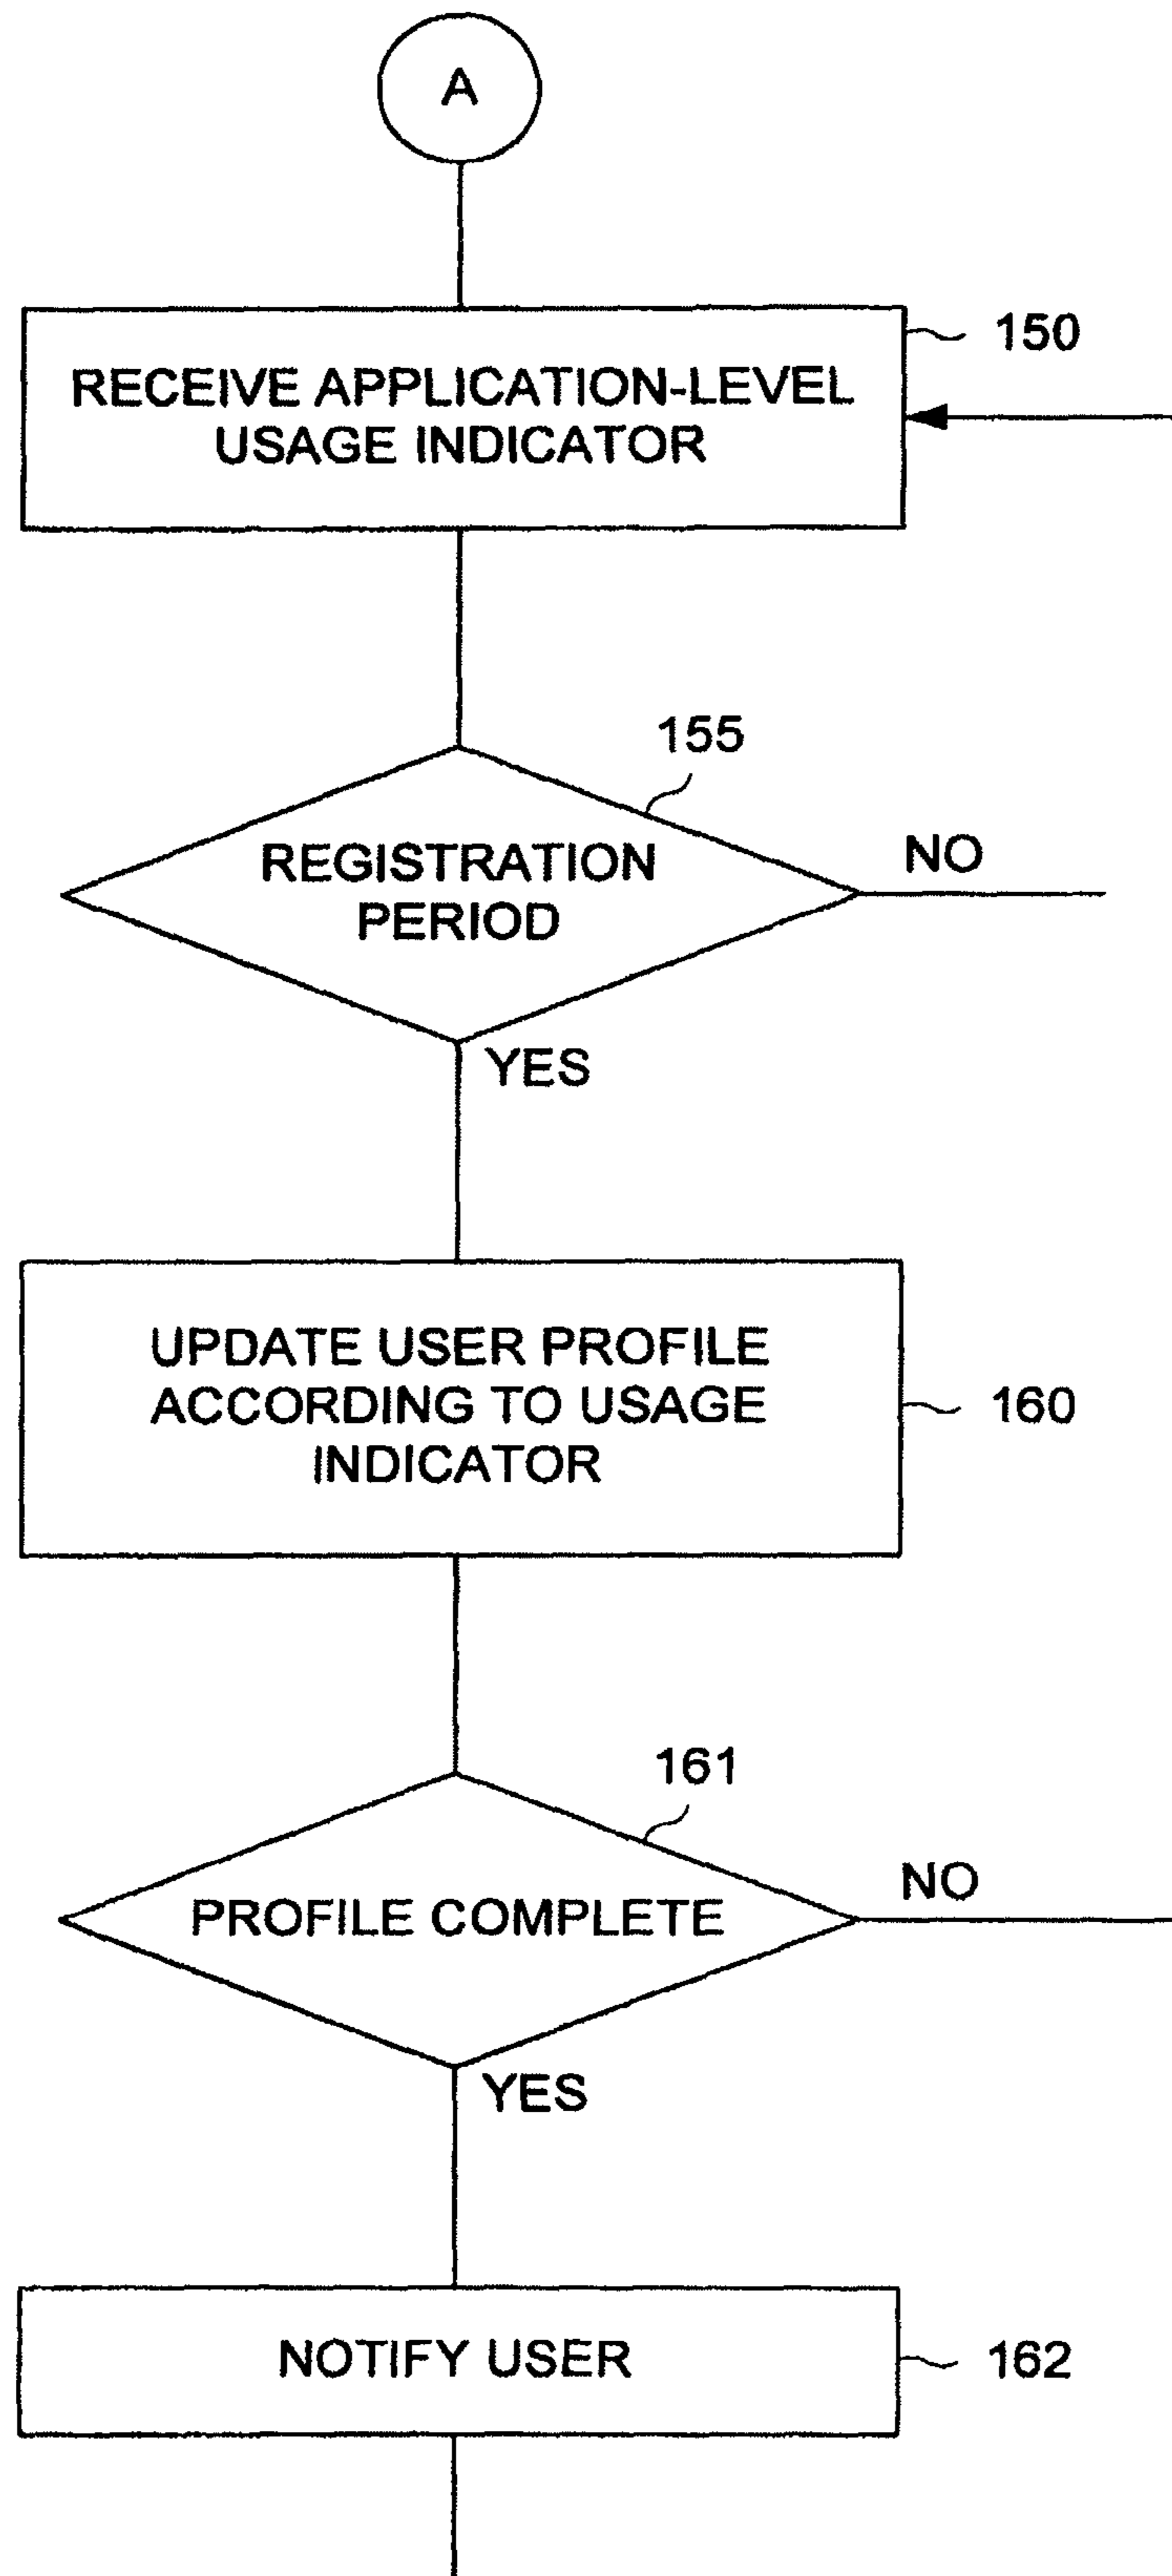 A
RECEIVE APPLICATION-LEVEL
USAGE INDICATOR
150
155
REGISTRATION
PERIOD
NO
YES
UPDATE USER PROFILE
ACCORDING TO USAGE
INDICATOR
160
161
PROFILE COMPLETE
NO
YES
NOTIFY USER
162